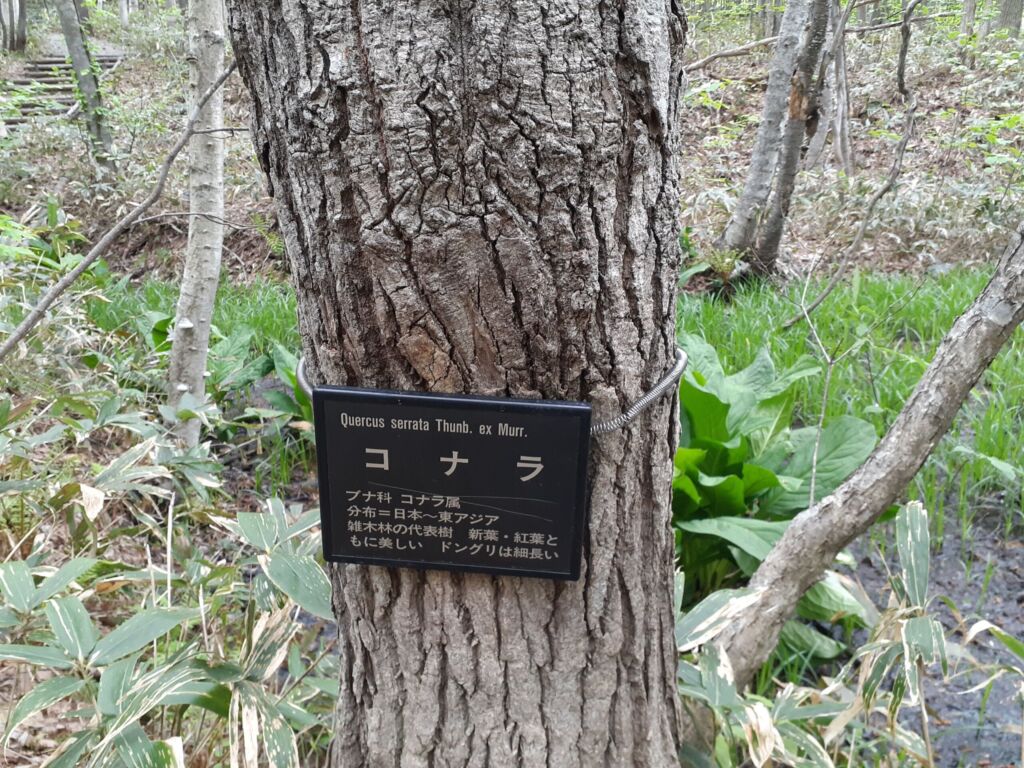 Quercus serrata Thunb. ex Murr.
コナラ
ブナ科 コナラ属
分布＝日本〜東アジア
雑木林の代表樹 新葉・紅葉と
もに美しい ドングリは細長い